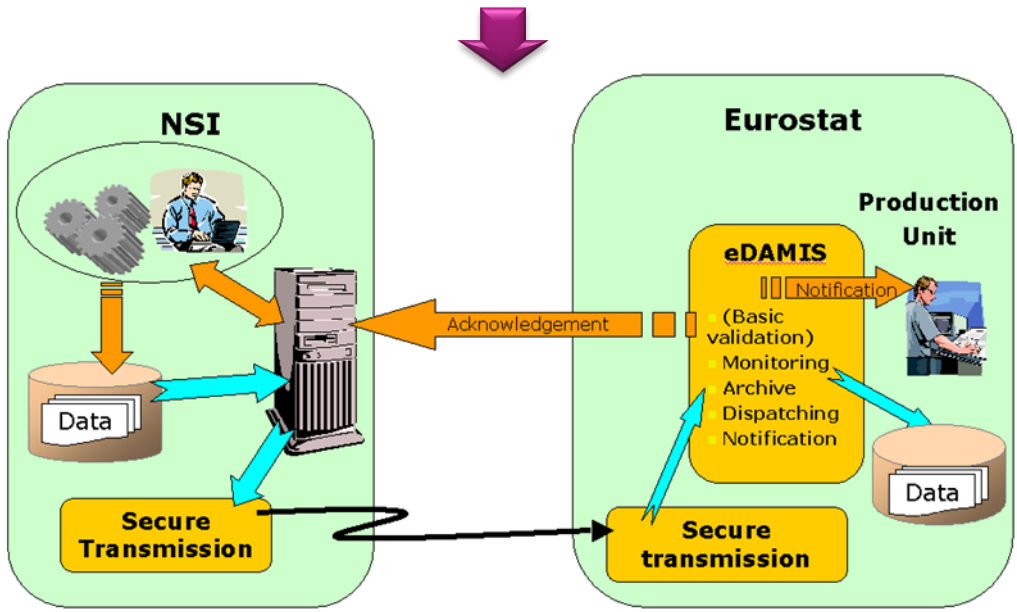 NSI
Data
Secure
Transmission
Acknowledgement
Eurostat
Production
Unit
eDAMIS
Notification
(Basic
validation)
Monitoring
Archive
Dispatching
Notification
Data
Secure
transmission